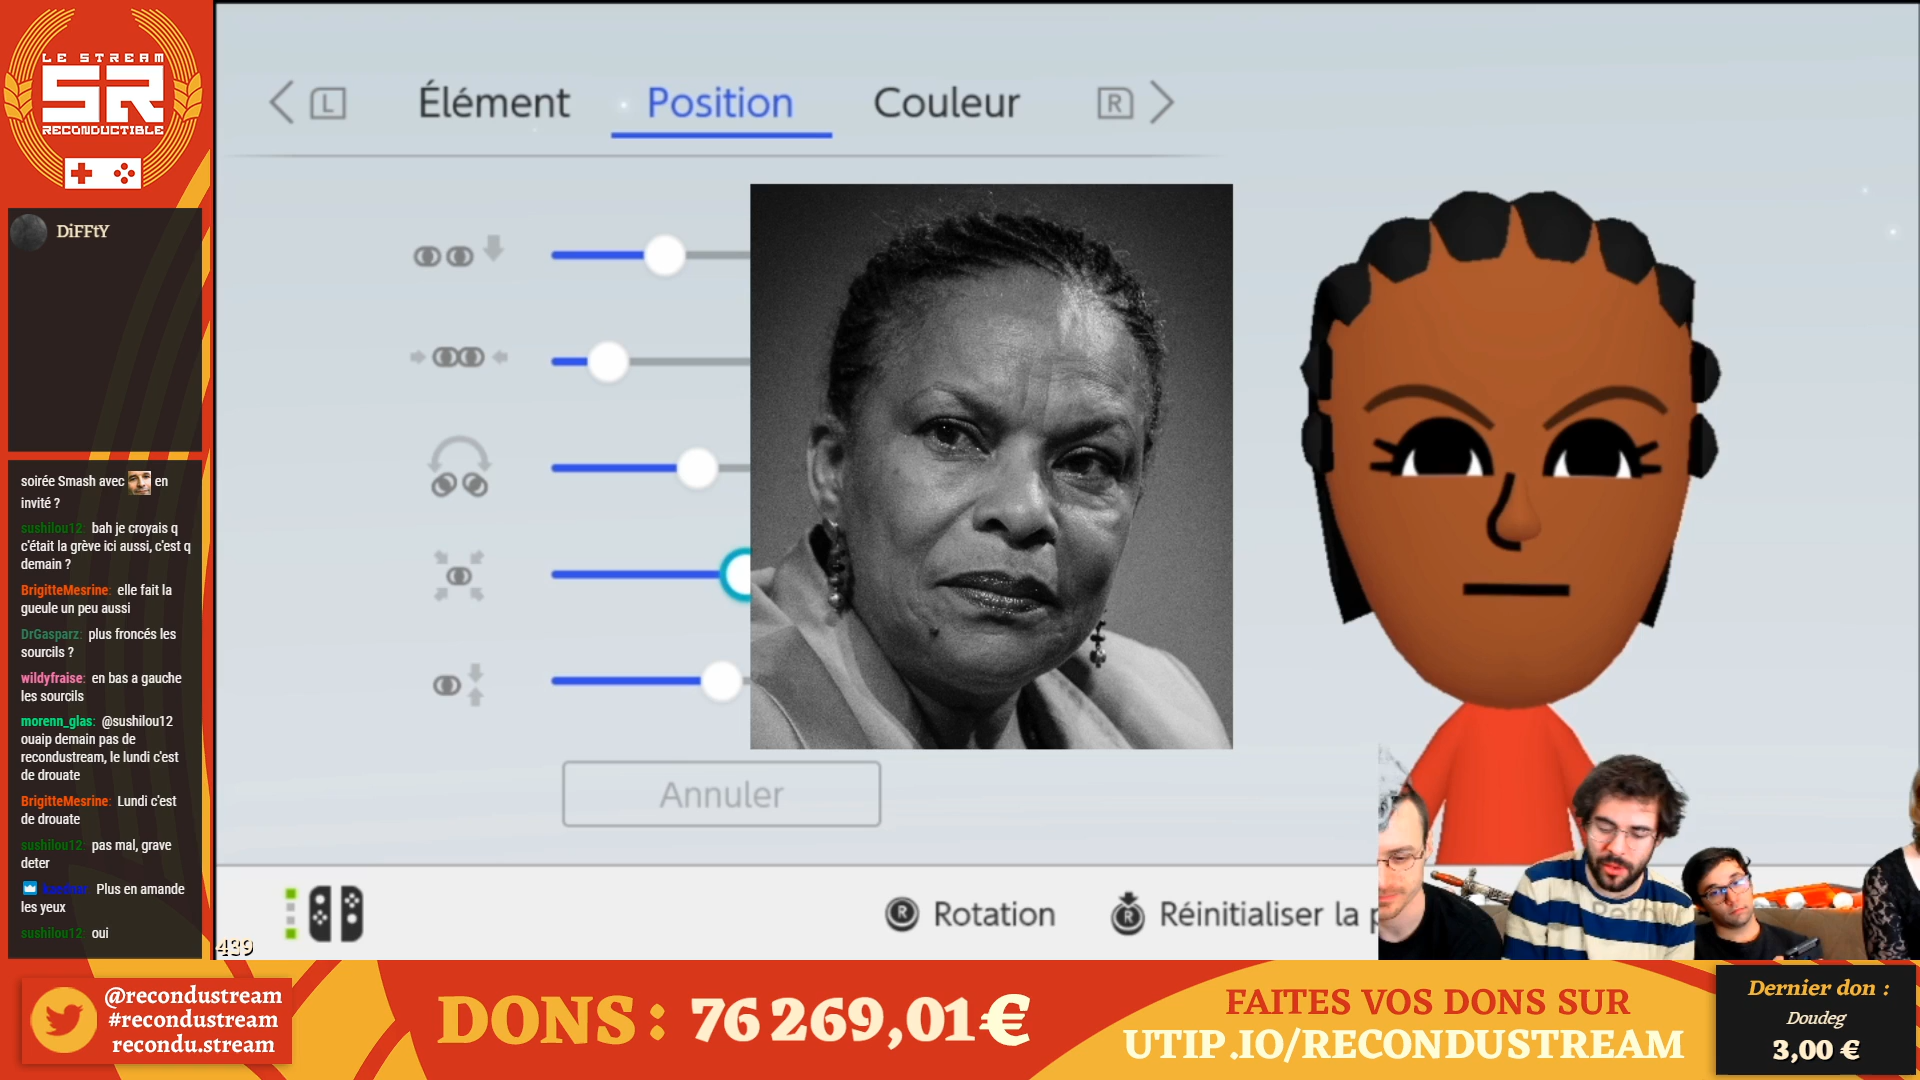 LE STREAM
SR
RECONDUCTIBLE
DiFFtY
soirée Smash avec en
invité ?
sushilou12: bah je croyais q
c'était la grève ici aussi, c'est q
demain ?
BrigitteMesrine: elle fait la
gueule un peu aussi
DrGasparz: plus froncés les
sourcils ?
wildyfraise: en bas a gauche
les sourcils
morenn_glas: @sushilou12
ouaip demain pas de
recondustream, le lundi c'est
de drouate
BrigitteMesrine: Lundi c'est
de drouate
sushilou12: pas mal, grave
deter
Plus en amande
les yeux
sushilou12: oui
L
Élément
Position
Couleur
R
Annuler
R Rotation
R Réinitialiser la p
439
@recondustream
#recondustream
recondu.stream
DONS : 76 269,01€
FAITES VOS DONS SUR
UTIP.IO/RECONDUSTREAM
Dernier don :
Doudeg
3,00 €